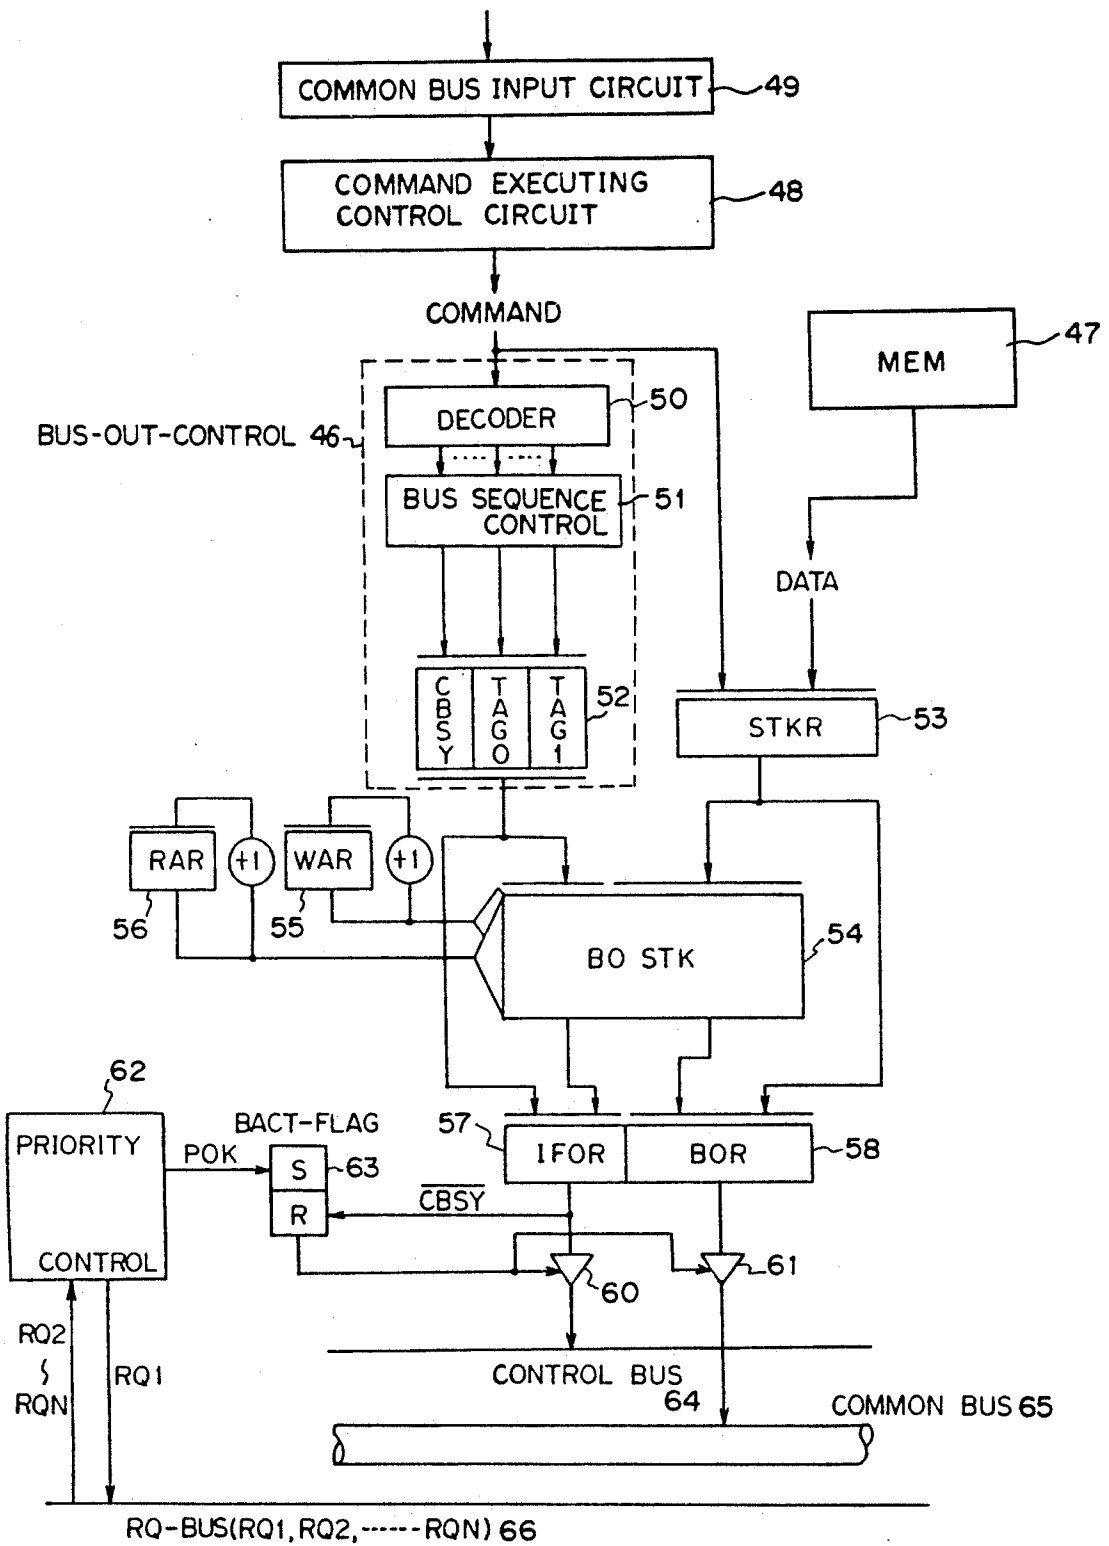 COMMON BUS INPUT CIRCUIT 49
COMMAND EXECUTING
CONTROL CIRCUIT 48
COMMAND
MEM 47
BUS-OUT-CONTROL 46
DECODER 50
BUS SEQUENCE
CONTROL 51
DATA
CBSY TAG0 TAG1 52
STKR 53
RAR +1 WAR +1
56 55
BO STK 54
62
PRIORITY
CONTROL
BACT-FLAG
POK
S 63
R
57 IFOR BOR 58
CBSY
60 61
RQ2
RQN
RQ1
CONTROL BUS
64
COMMON BUS 65
RQ-BUS(RQ1,RQ2,------RQN) 66